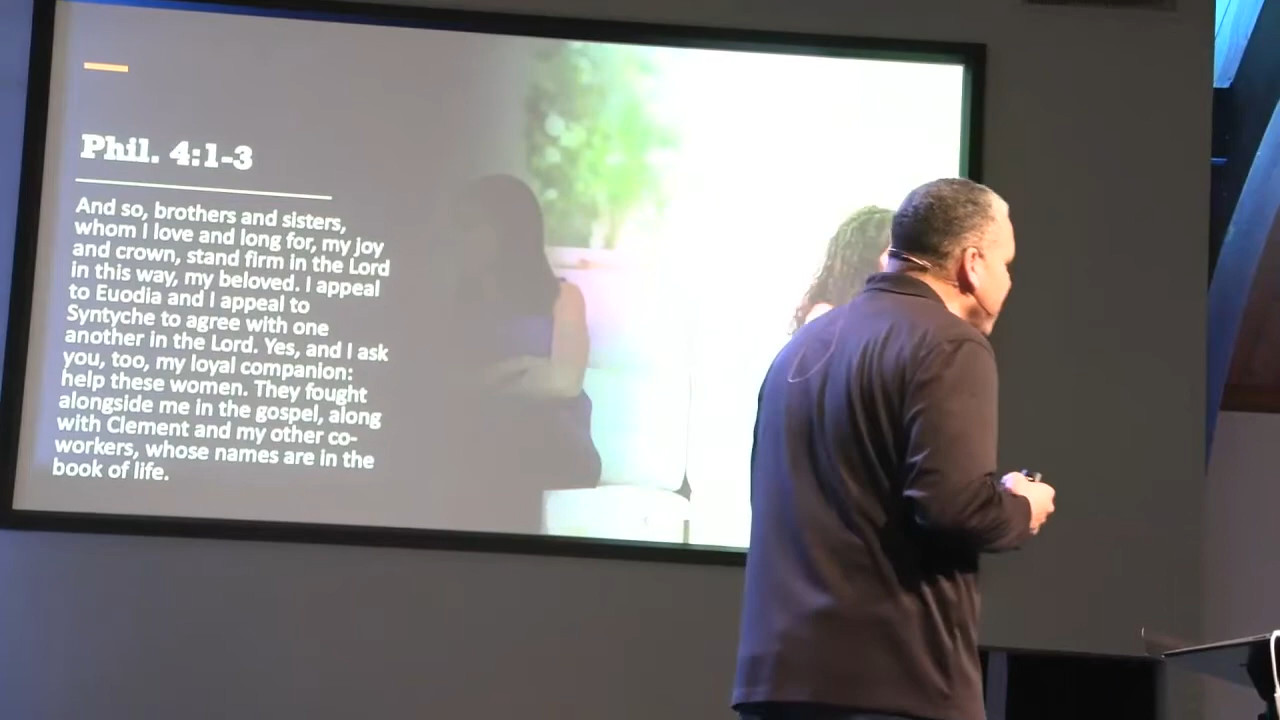 Phil. 4:1-3
And so, brothers and sisters,
whom I love and long for, my joy
and crown, stand firm in the Lord
in this way, my beloved. I appeal
to Euodia and I appeal to
Syntyche to agree with one
another in the Lord. Yes, and I ask
you, too, my loyal companion:
help these women. They fought
alongside me in the gospel, along
with Clement and my other co-
workers, whose names are in the
book of life.